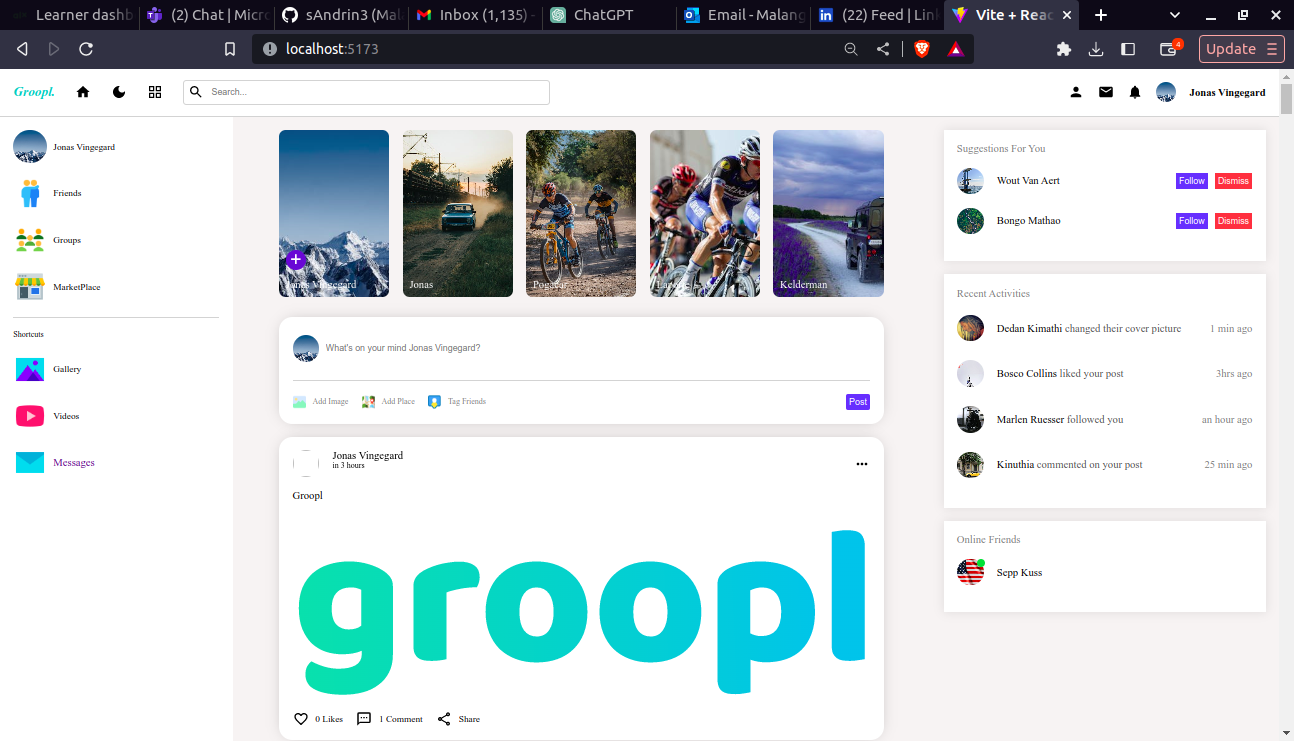 Learner dashb
(2) Chat | Micro
sAndrin3 (Mala
Inbox (1,135) -
ChatGPT
Email - Malang
(22) Feed | Link
Vite + Reac
localhost:5173
4
Update
Groopl.
Search...
Jonas Vingegard
Jonas Vingegard
Friends
Groups
MarketPlace
Shortcuts
Gallery
Videos
Messages
Jonas Vingegard
Jonas
Pogacar
Laporte
Kelderman
What's on your mind Jonas Vingegard?
Add Image
Add Place
Tag Friends
Post
Jonas Vingegard
in 3 hours
Groopl
groopl
0 Likes
1 Comment
Share
Suggestions For You
Wout Van Aert
Follow
Dismiss
Bongo Mathao
Follow
Dismiss
Recent Activities
Dedan Kimathi changed their cover picture
1 min ago
Bosco Collins liked your post
3hrs ago
Marlen Ruesser followed you
an hour ago
Kinuthia commented on your post
25 min ago
Online Friends
Sepp Kuss